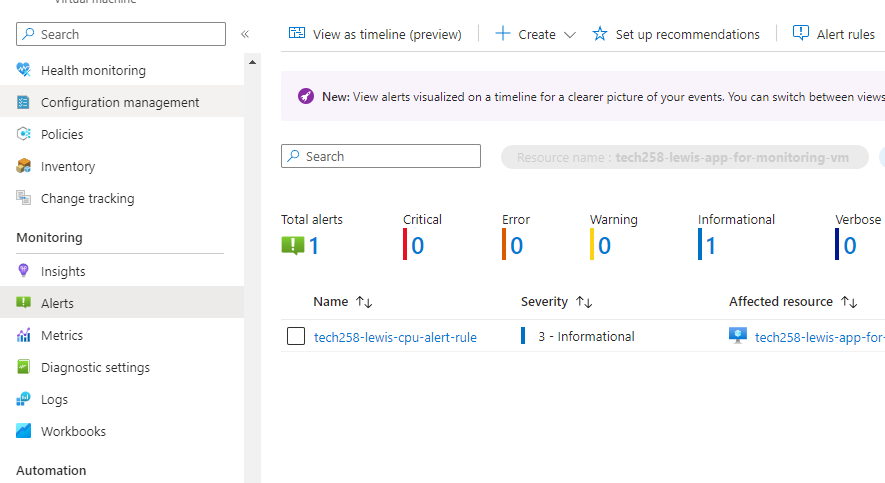 Virtual machine
Search
«
View as timeline (preview)
Create
Set up recommendations
Alert rules
Health monitoring
Configuration management
Policies
Inventory
Change tracking
Monitoring
Insights
Alerts
Metrics
Diagnostic settings
Logs
Workbooks
Automation
New: View alerts visualized on a timeline for a clearer picture of your events. You can switch between views
Search
Resource name : tech258-lewis-app-for-monitoring-vm
Total alerts
1
Critical
0
Error
0
Warning
0
Informational
1
Verbose
0
Name ↑↓
Severity ↑↓
Affected resource ↑↓
tech258-lewis-cpu-alert-rule
3 - Informational
tech258-lewis-app-for-